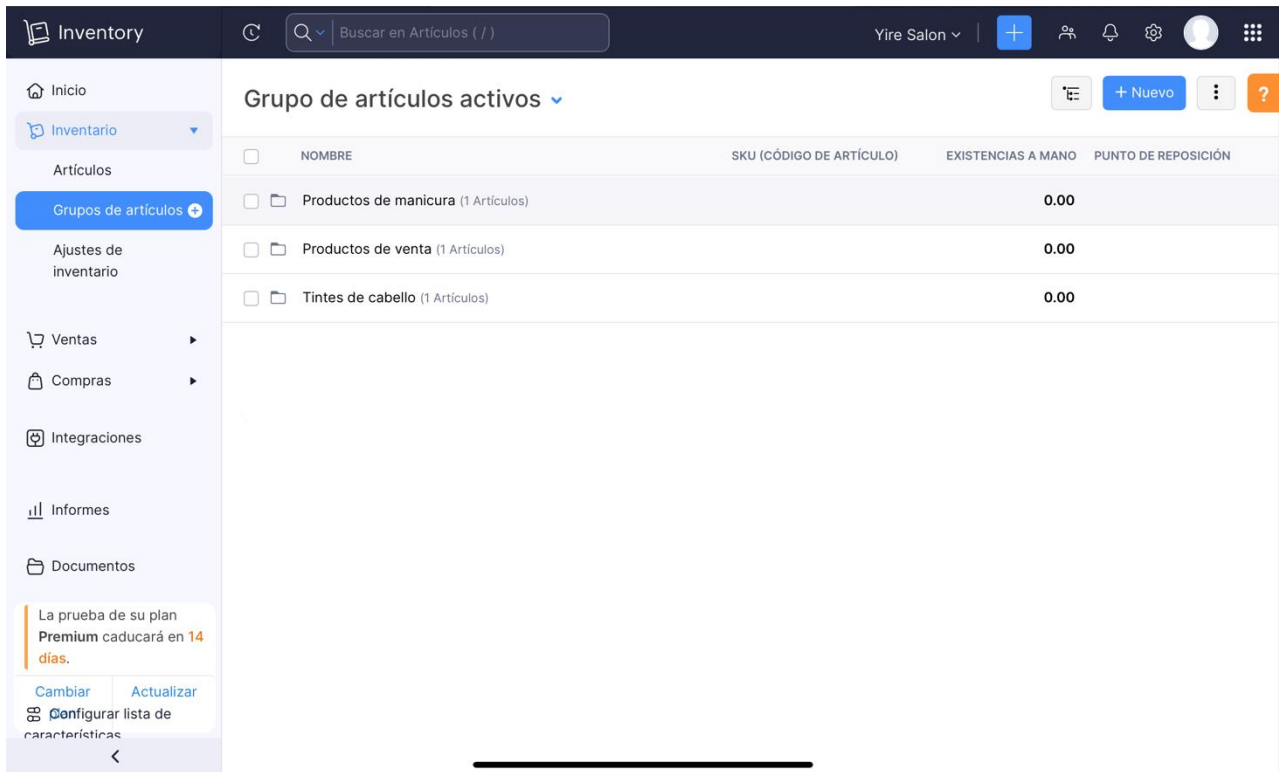 Inventory
Buscar en Artículos ( / )
Yire Salon
Inicio
Inventario
Artículos
Grupos de artículos
Ajustes de
inventario
Ventas
Compras
Integraciones
Informes
Documentos
La prueba de su plan
Premium caducará en 14
días.
Cambiar
plan
Actualizar
Configurar lista de
características
Grupo de artículos activos
+ Nuevo
?
NOMBRE SKU (CÓDIGO DE ARTÍCULO) EXISTENCIAS A MANO PUNTO DE REPOSICIÓN
Productos de manicura (1 Artículos) 0.00
Productos de venta (1 Artículos) 0.00
Tintes de cabello (1 Artículos) 0.00